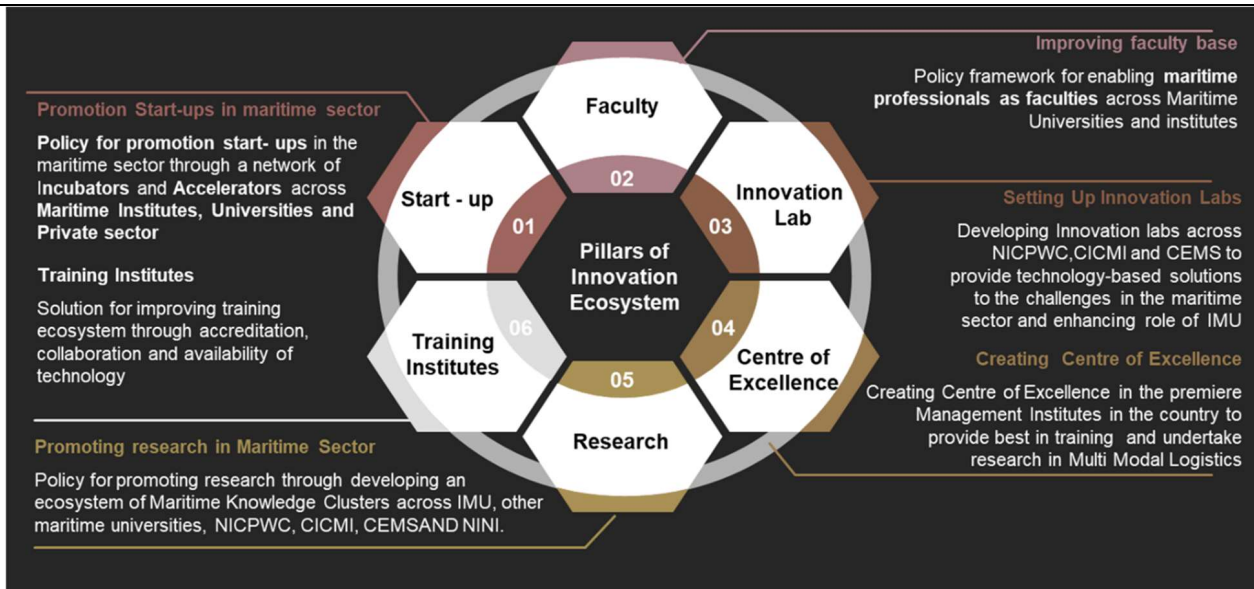 Promotion Start-ups in maritime sector
Policy for promotion start- ups in the
maritime sector through a network of
Incubators and Accelerators across
Maritime Institutes, Universities and
Private sector
Training Institutes
Solution for improving training
ecosystem through accreditation,
collaboration and availability of
technology
Promoting research in Maritime Sector
Policy for promoting research through developing an
ecosystem of Maritime Knowledge Clusters across IMU, other
maritime universities, NICPWC, CICMI, CEMSAND NINI.
Faculty
02
Start - up
01
Innovation
Lab
03
Pillars of
Innovation
Ecosystem
Training
Institutes
06
Centre of
Excellence
04
05
Research
Improving faculty base
Policy framework for enabling maritime
professionals as faculties across Maritime
Universities and institutes
Setting Up Innovation Labs
Developing Innovation labs across
NICPWC,CICMI and CEMS to
provide technology-based solutions
to the challenges in the maritime
sector and enhancing role of IMU
Creating Centre of Excellence
Creating Centre of Excellence in the premiere
Management Institutes in the country to
provide best in training and undertake
research in Multi Modal Logistics